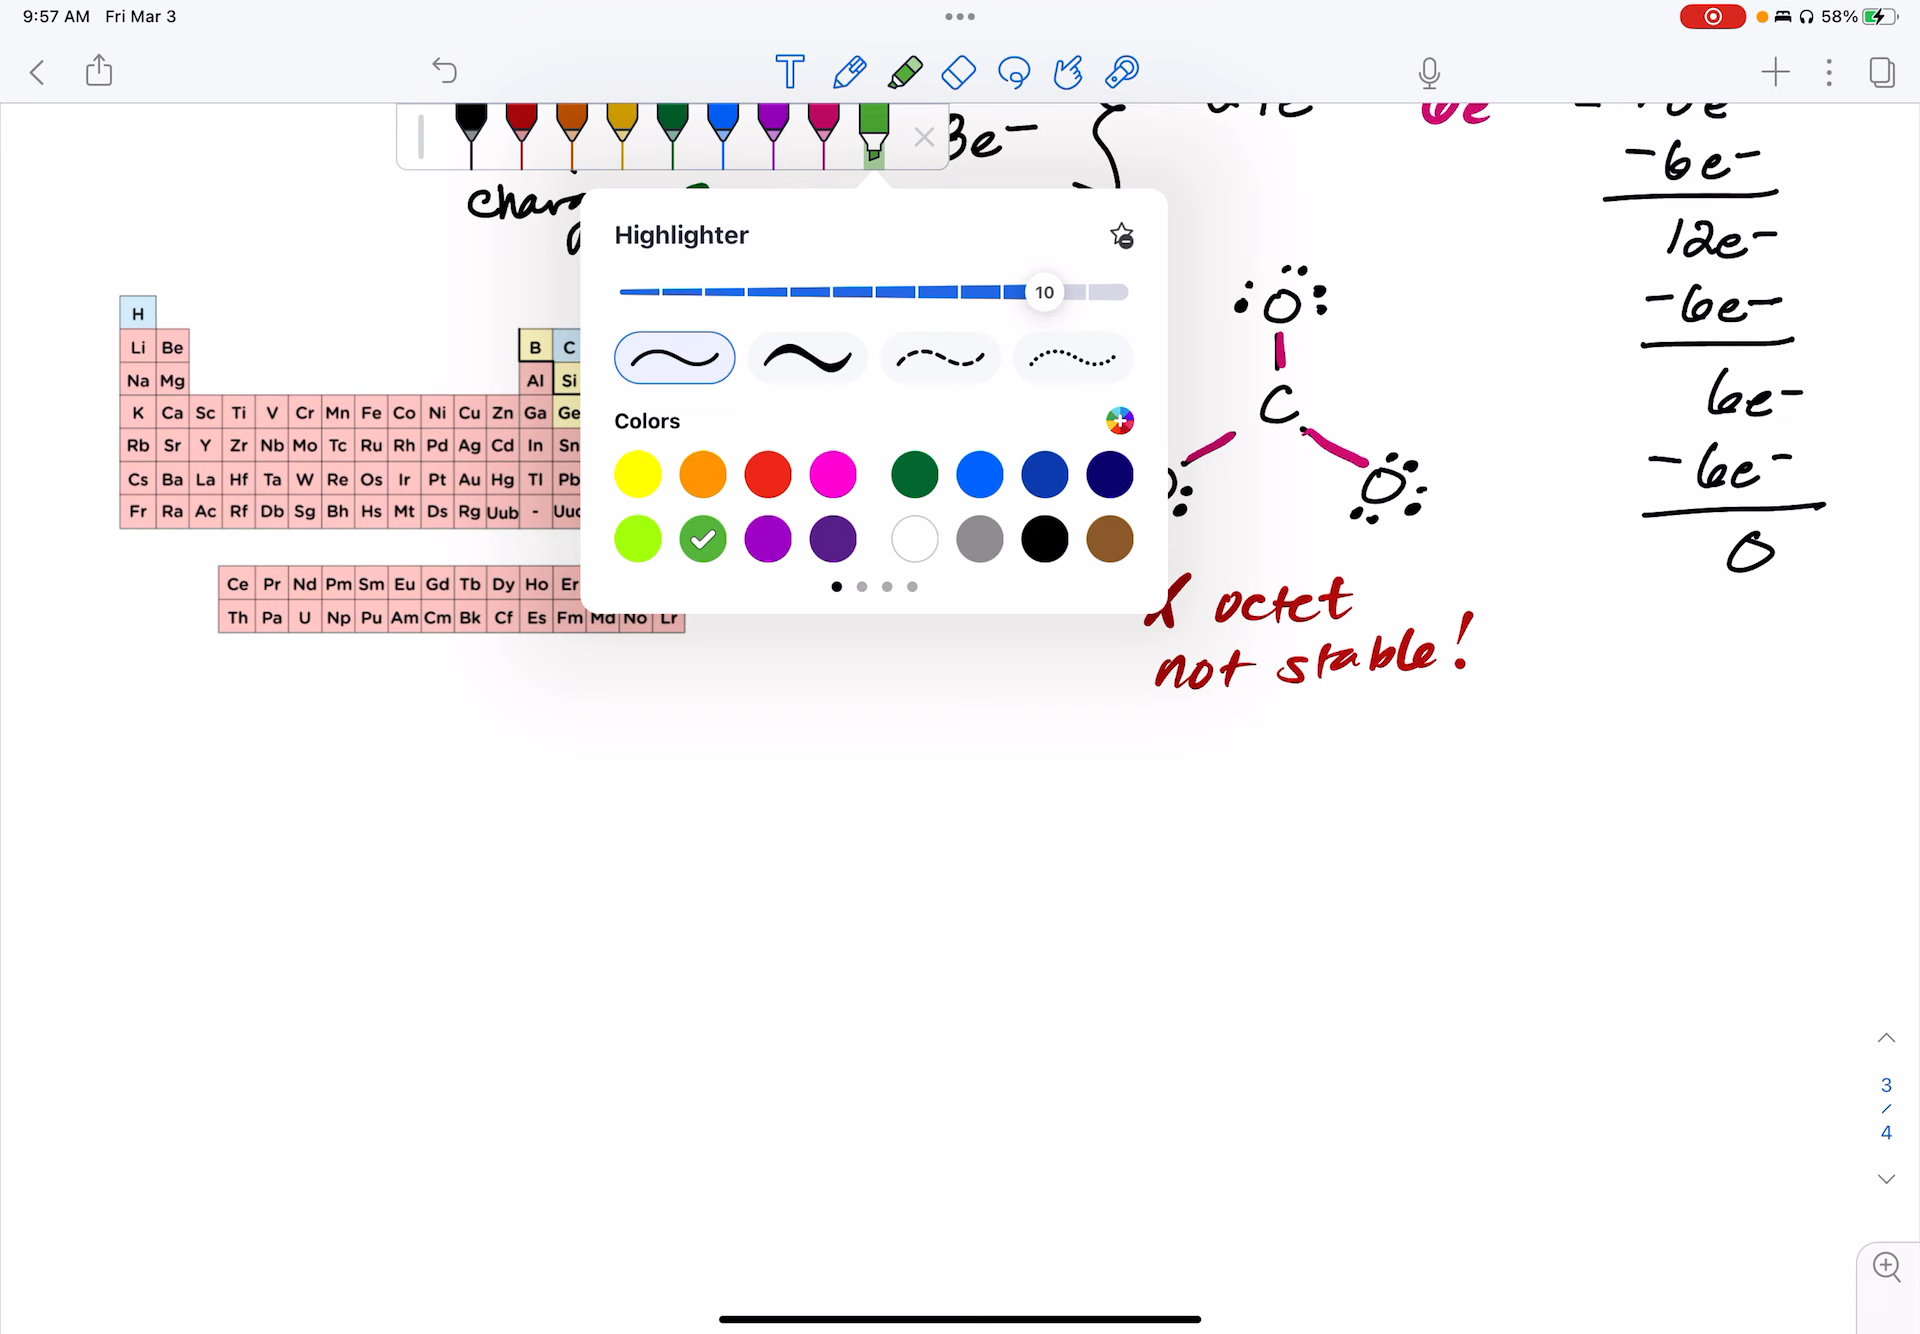 9:57 AM Fri Mar 3
58%
3e⁻
6e
-6e⁻
12e⁻
-6e⁻
6e⁻
-6e⁻
0
Highlighter
10
Colors
H
Li Be
B C
Na Mg
Al Si
K Ca Sc Ti V Cr Mn Fe Co Ni Cu Zn Ga Ge
Rb Sr Y Zr Nb Mo Tc Ru Rh Pd Ag Cd In Sn
Cs Ba La Hf Ta W Re Os Ir Pt Au Hg Tl Pb
Fr Ra Ac Rf Db Sg Bh Hs Mt Ds Rg Uub - Uuq
Ce Pr Nd Pm Sm Eu Gd Tb Dy Ho Er
Th Pa U Np Pu Am Cm Bk Cf Es Fm Md No Lr
O
C
O
octet
not stable!
3
/
4